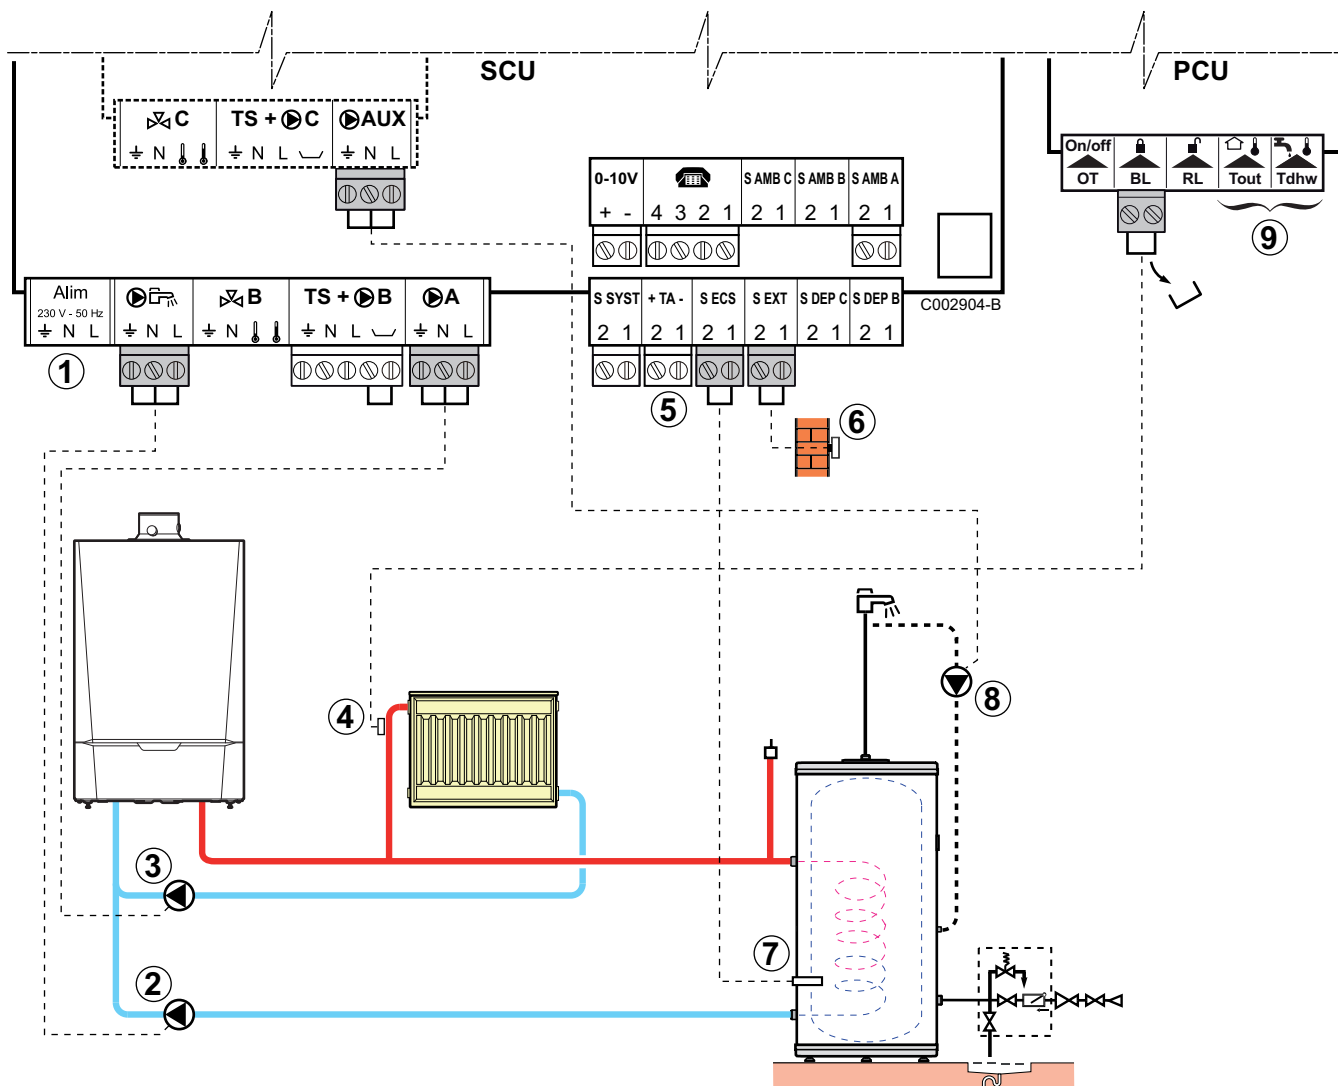 SCU
PCU
C
TS + C
AUX
N
N L
N L
0-10V
S AMB C
S AMB B
S AMB A
+ -
4 3 2 1
2 1
2 1
2 1
On/off
OT
BL
RL
Tout
Tdhw
9
Alim
230 V - 50 Hz
N L
N L
B
N
TS + B
N L
A
N L
S SYST
+ TA -
S ECS
S EXT
S DEP C
S DEP B
2 1
2 1
2 1
2 1
2 1
2 1
C002904-B
1
5
6
4
8
3
7
2